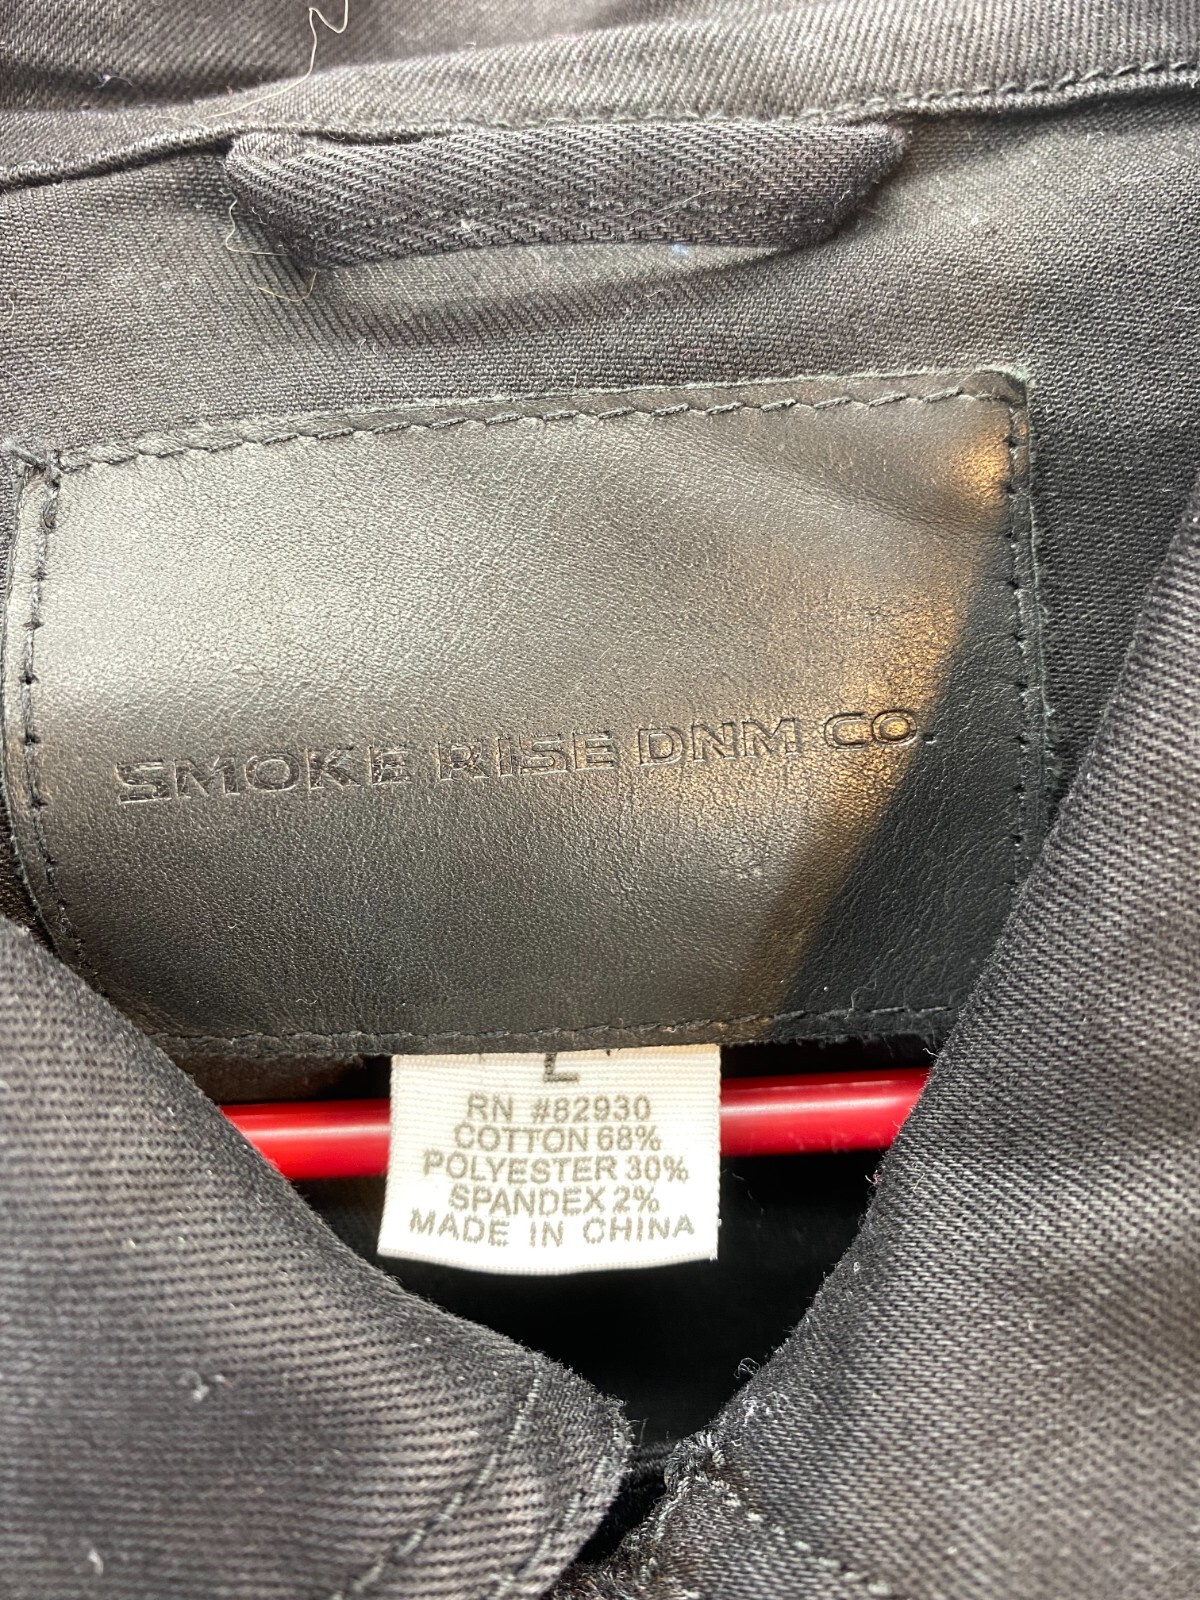 SMOKE RISE DNM CO.
L
RN #82930
COTTON 68%
POLYESTER 30%
SPANDEX 2%
MADE IN CHINA